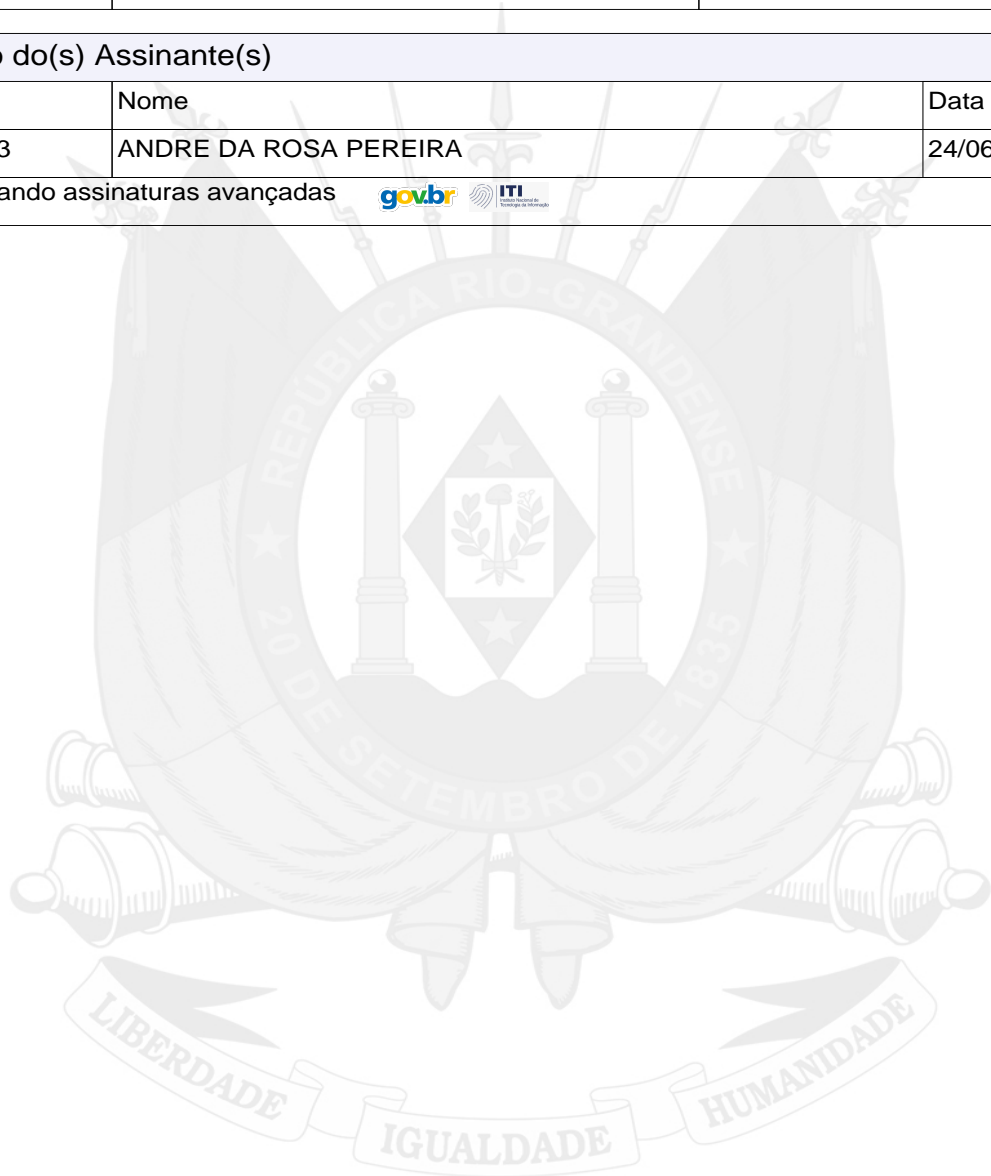 o do(s) Assinante(s)
Nome
Data
3
ANDRE DA ROSA PEREIRA
24/06
ando assinaturas avançadas
gov.br
ITI
REPÚBLICA RIO-GRANDENSE
20 DE SETEMBRO DE 1835
LIBERDADE
IGUALDADE
HUMANIDADE